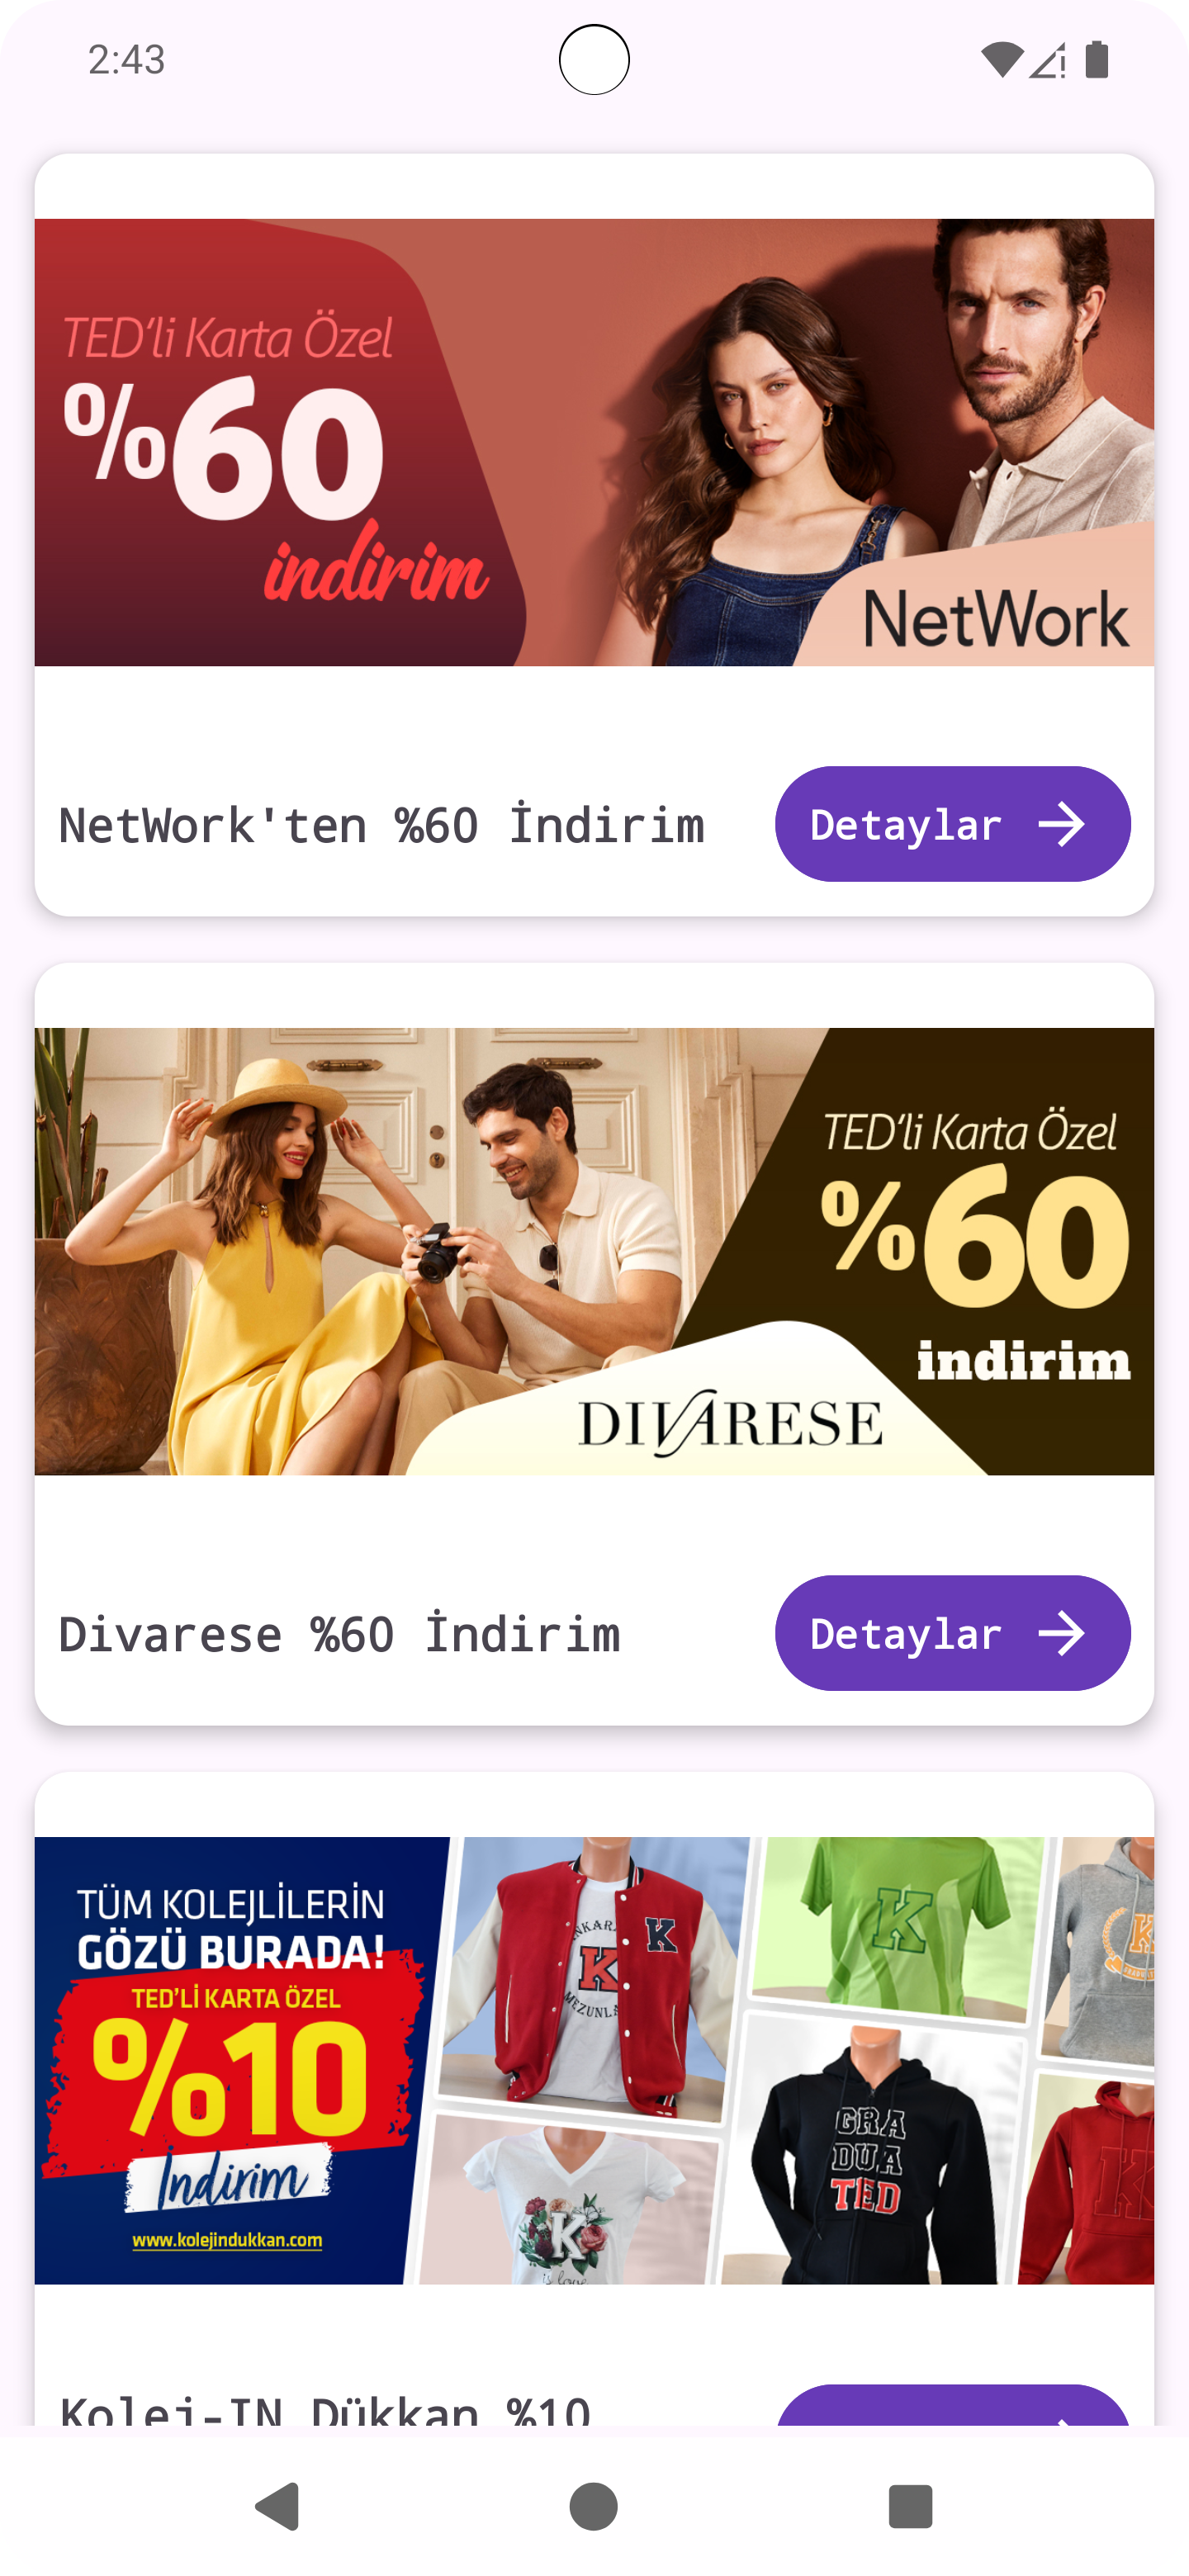 2:43
TED'li Karta Özel
%60
indirim
NetWork
NetWork'ten %60 İndirim
Detaylar
TED'li Karta Özel
%60
indirim
DIVARESE
Divarese %60 İndirim
Detaylar
TÜM KOLEJLİLERİN
GÖZÜ BURADA!
TED'Lİ KARTA ÖZEL
%10
İndirim
www.kolejindukkan.com
K
K
K
GRA
DUA
TED
K
is love
Kolej-IN Dükkan %10